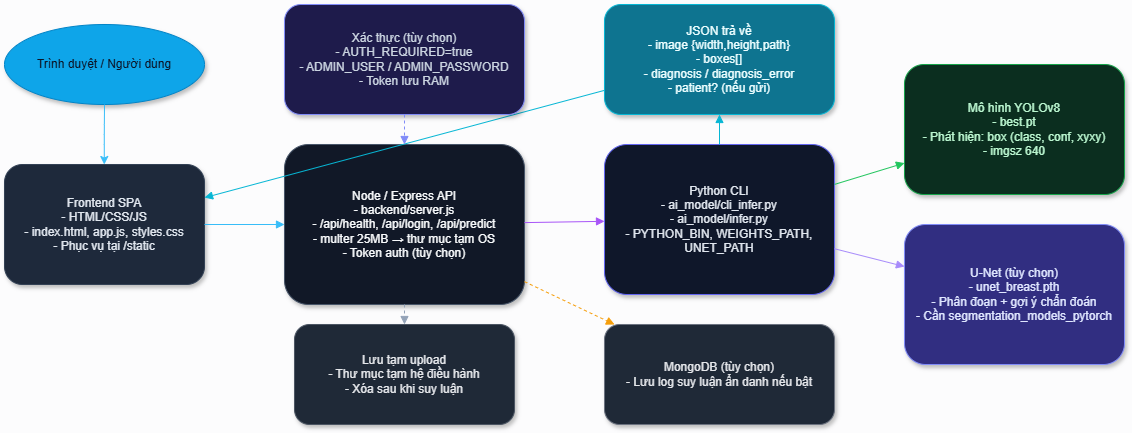 Trình duyệt / Người dùng
Xác thực (tùy chọn)
- AUTH_REQUIRED=true
- ADMIN_USER / ADMIN_PASSWORD
- Token lưu RAM
JSON trả về
- image {width,height,path}
- boxes[]
- diagnosis / diagnosis_error
- patient? (nếu gửi)
Mô hình YOLOv8
- best.pt
- Phát hiện: box (class, conf, xyxy)
- imgsz 640
Frontend SPA
- HTML/CSS/JS
- index.html, app.js, styles.css
- Phục vụ tại /static
Node / Express API
- backend/server.js
- /api/health, /api/login, /api/predict
- multer 25MB → thư mục tạm OS
- Token auth (tùy chọn)
Python CLI
- ai_model/cli_infer.py
- ai_model/infer.py
- PYTHON_BIN, WEIGHTS_PATH,
UNET_PATH
U-Net (tùy chọn)
- unet_breast.pth
- Phân đoạn + gợi ý chẩn đoán
- Cần segmentation_models_pytorch
Lưu tạm upload
- Thư mục tạm hệ điều hành
- Xóa sau khi suy luận
MongoDB (tùy chọn)
- Lưu log suy luận ẩn danh nếu bật